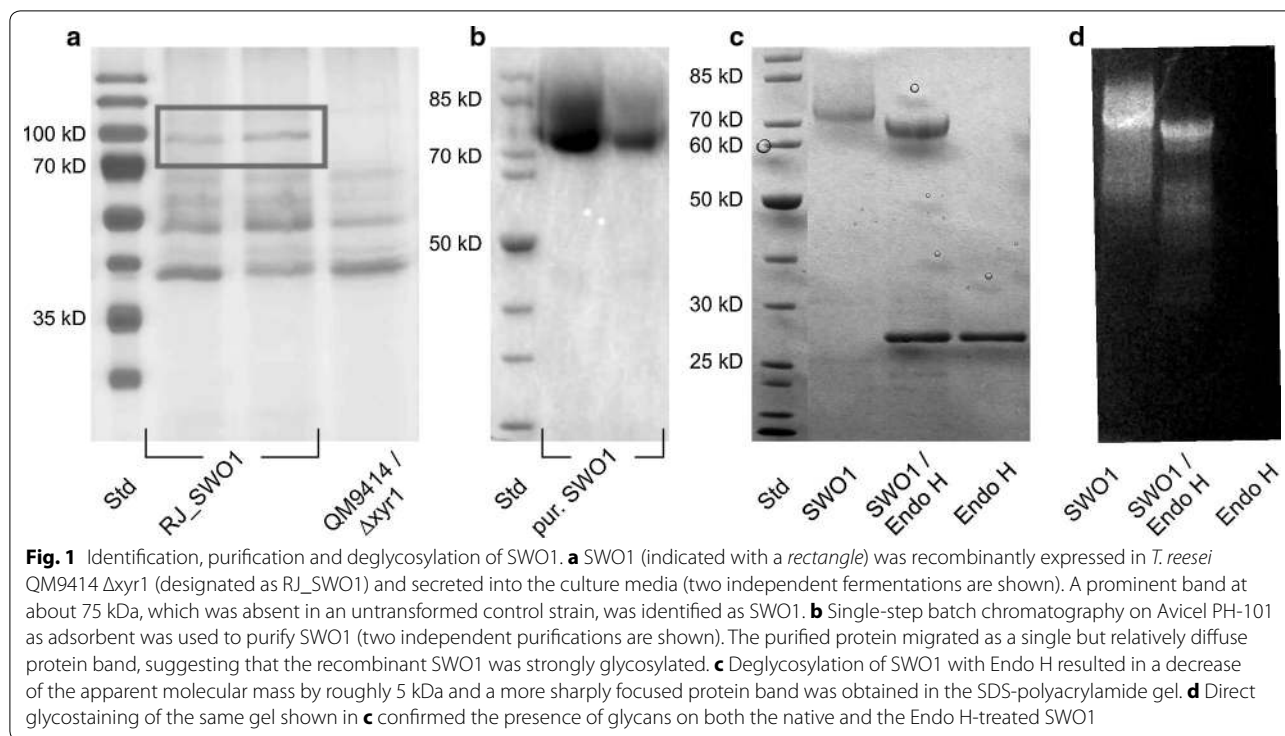 a
b
c
d
100 kD
70 kD
35 kD
Std
RJ_SWO1
QM9414 /
Δxyr1
85 kD
70 kD
50 kD
Std
pur. SWO1
85 kD
70 kD
60 kD
50 kD
30 kD
25 kD
Std
SWO1
SWO1 /
Endo H
Endo H
SWO1
SWO1 /
Endo H
Endo H
Fig. 1 Identification, purification and deglycosylation of SWO1. a SWO1 (indicated with a rectangle) was recombinantly expressed in T. reesei
QM9414 Δxyr1 (designated as RJ_SWO1) and secreted into the culture media (two independent fermentations are shown). A prominent band at
about 75 kDa, which was absent in an untransformed control strain, was identified as SWO1. b Single-step batch chromatography on Avicel PH-101
as adsorbent was used to purify SWO1 (two independent purifications are shown). The purified protein migrated as a single but relatively diffuse
protein band, suggesting that the recombinant SWO1 was strongly glycosylated. c Deglycosylation of SWO1 with Endo H resulted in a decrease
of the apparent molecular mass by roughly 5 kDa and a more sharply focused protein band was obtained in the SDS-polyacrylamide gel. d Direct
glycostaining of the same gel shown in c confirmed the presence of glycans on both the native and the Endo H-treated SWO1